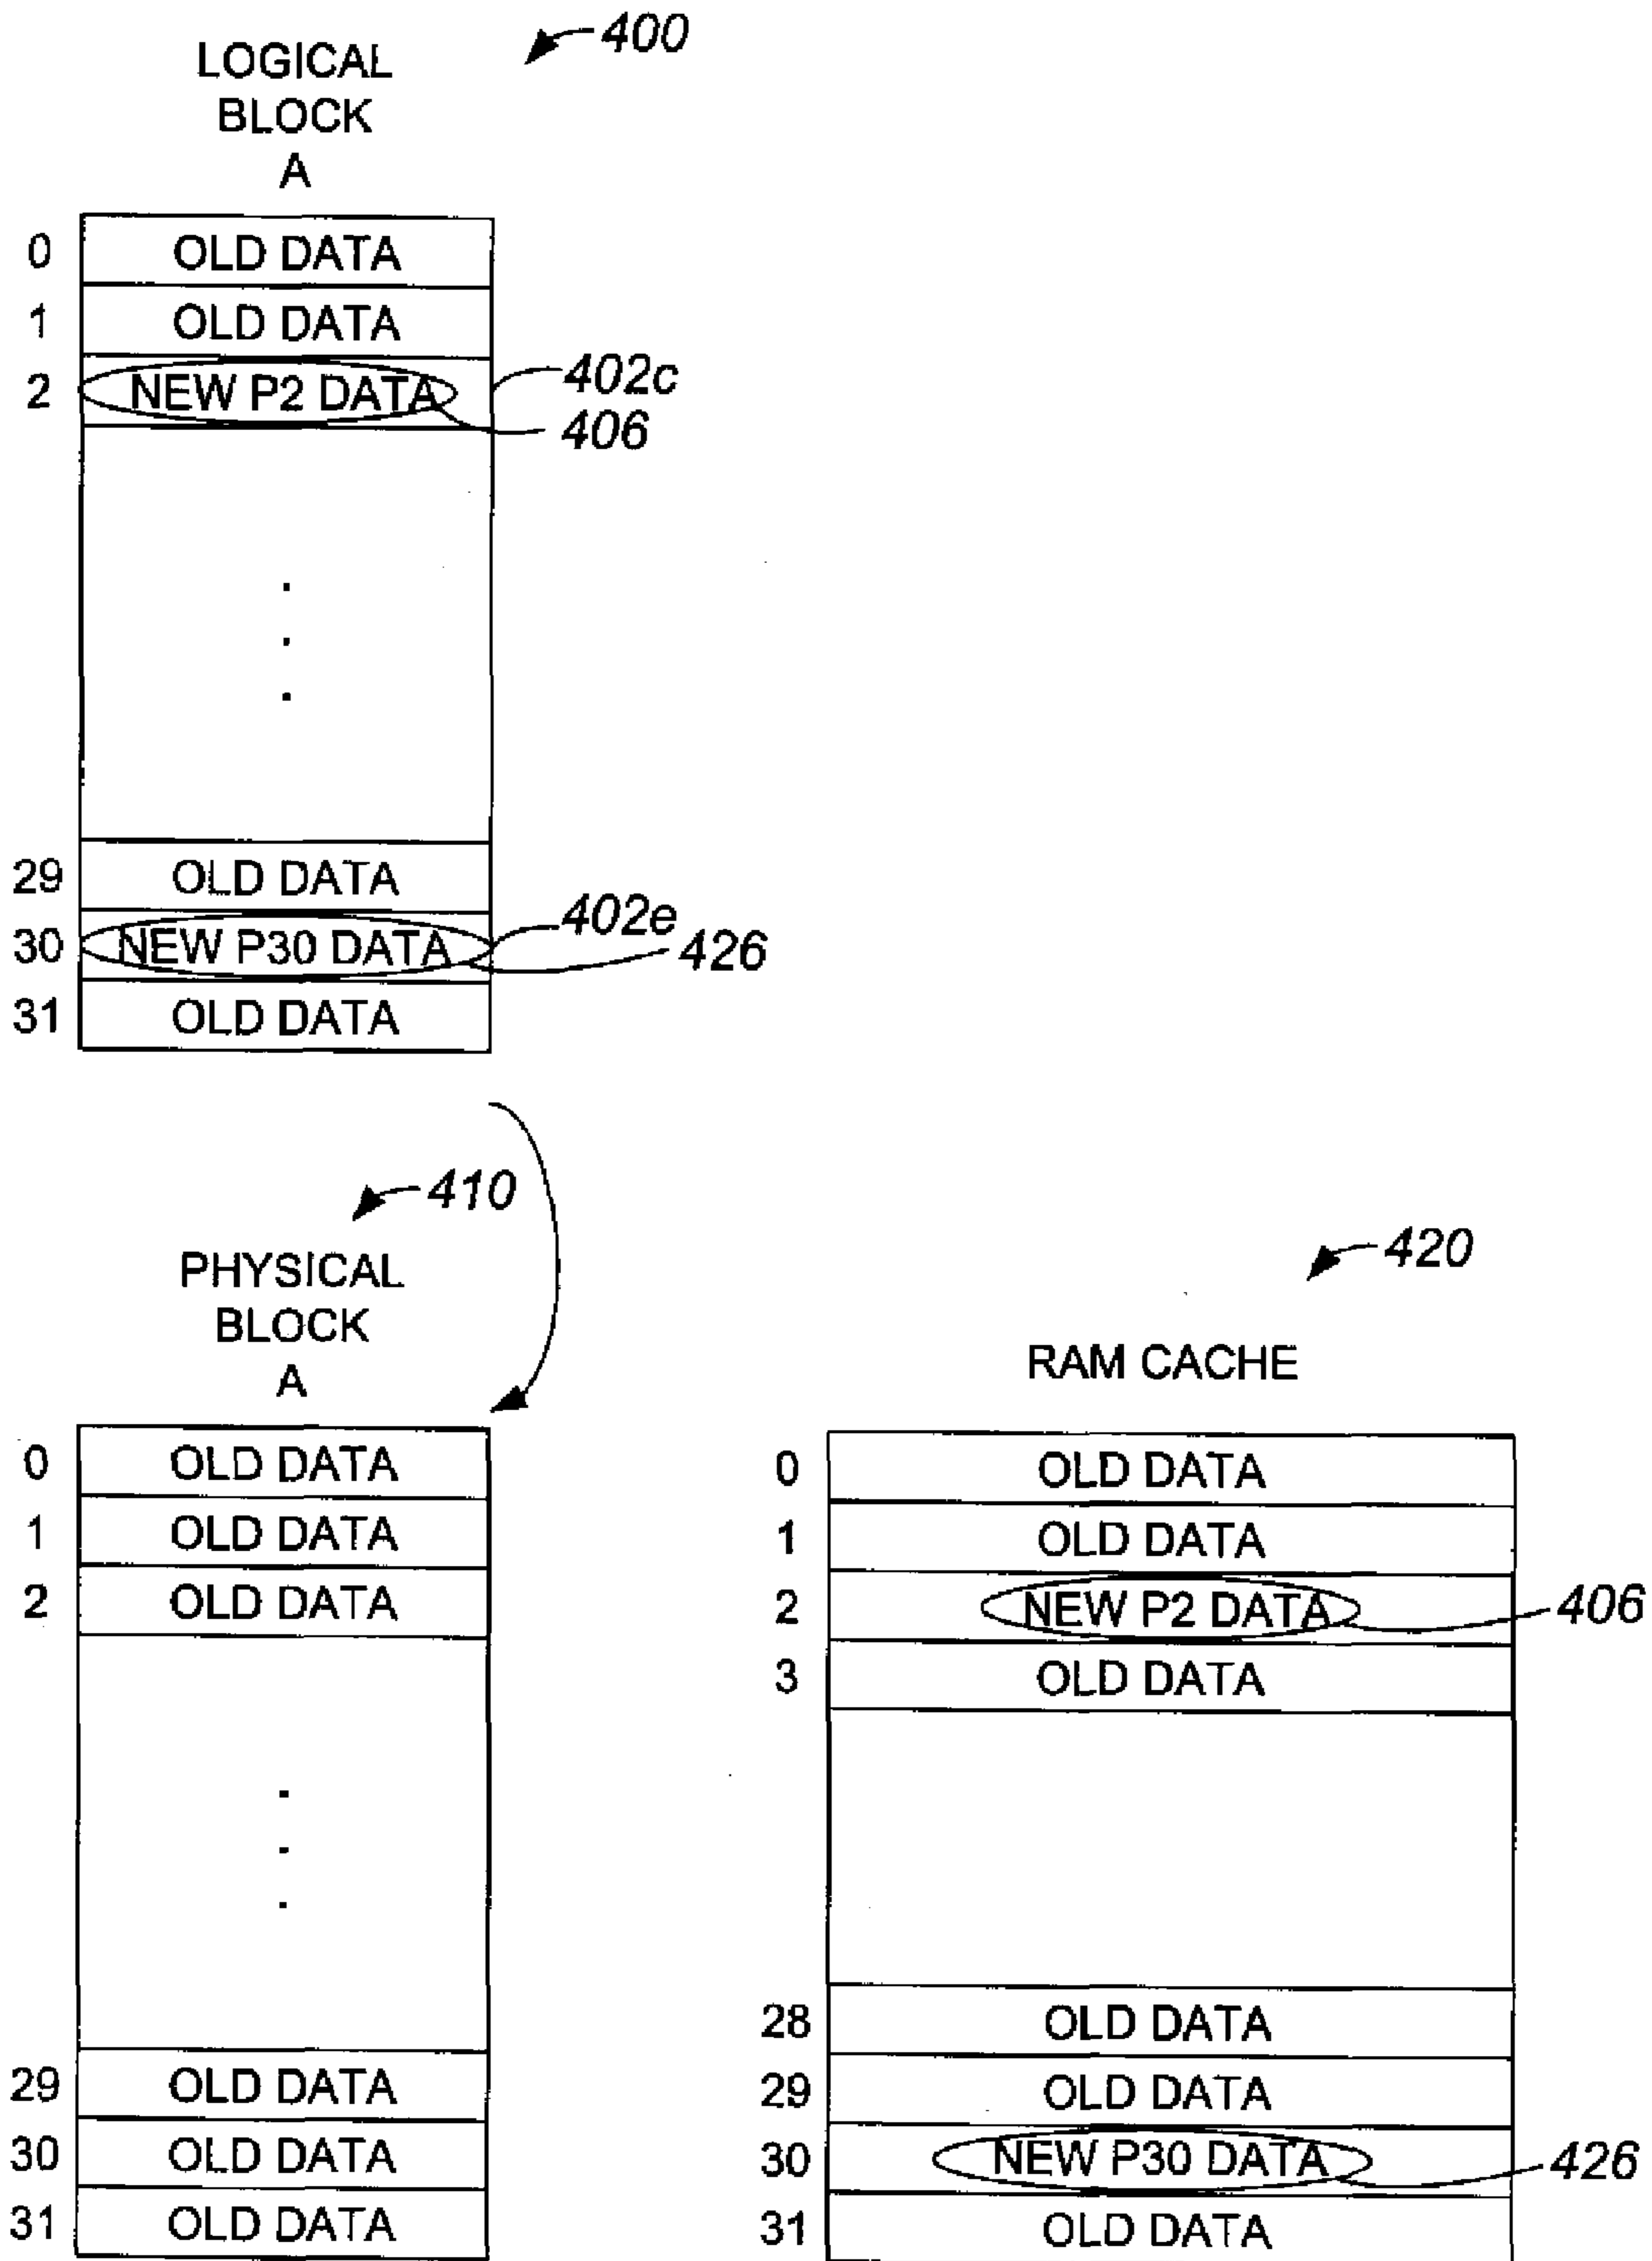 400
LOGICAL
BLOCK
A
0 OLD DATA
1 OLD DATA
2 NEW P2 DATA 402c
406
29 OLD DATA
402e
30 NEW P30 DATA 426
31 OLD DATA
410
PHYSICAL
BLOCK
A
0 OLD DATA
1 OLD DATA
2 OLD DATA
29 OLD DATA
30 OLD DATA
31 OLD DATA
420
RAM CACHE
0 OLD DATA
1 OLD DATA
2 NEW P2 DATA 406
3 OLD DATA
28 OLD DATA
29 OLD DATA
30 NEW P30 DATA 426
31 OLD DATA